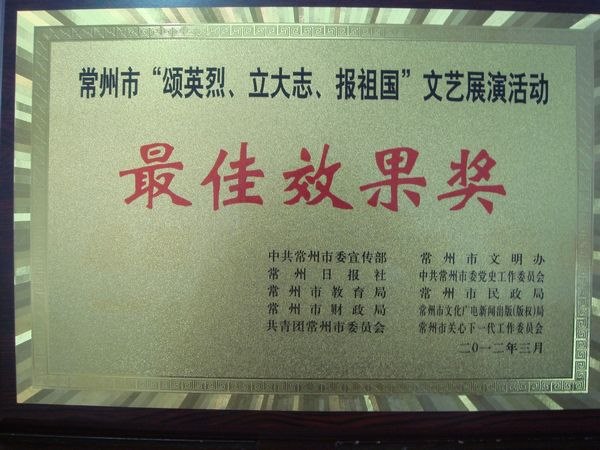 常州市“颂英烈、立大志、报祖国”文艺展演活动
最佳效果奖
中共常州市委宣传部 常州市文明办
常州日报社 中共常州市委党史工作委员会
常州市教育局 常州市民政局
常州市财政局 常州市文化广电新闻出版(版权)局
共青团常州市委员会 常州市关心下一代工作委员会
二〇一二年三月